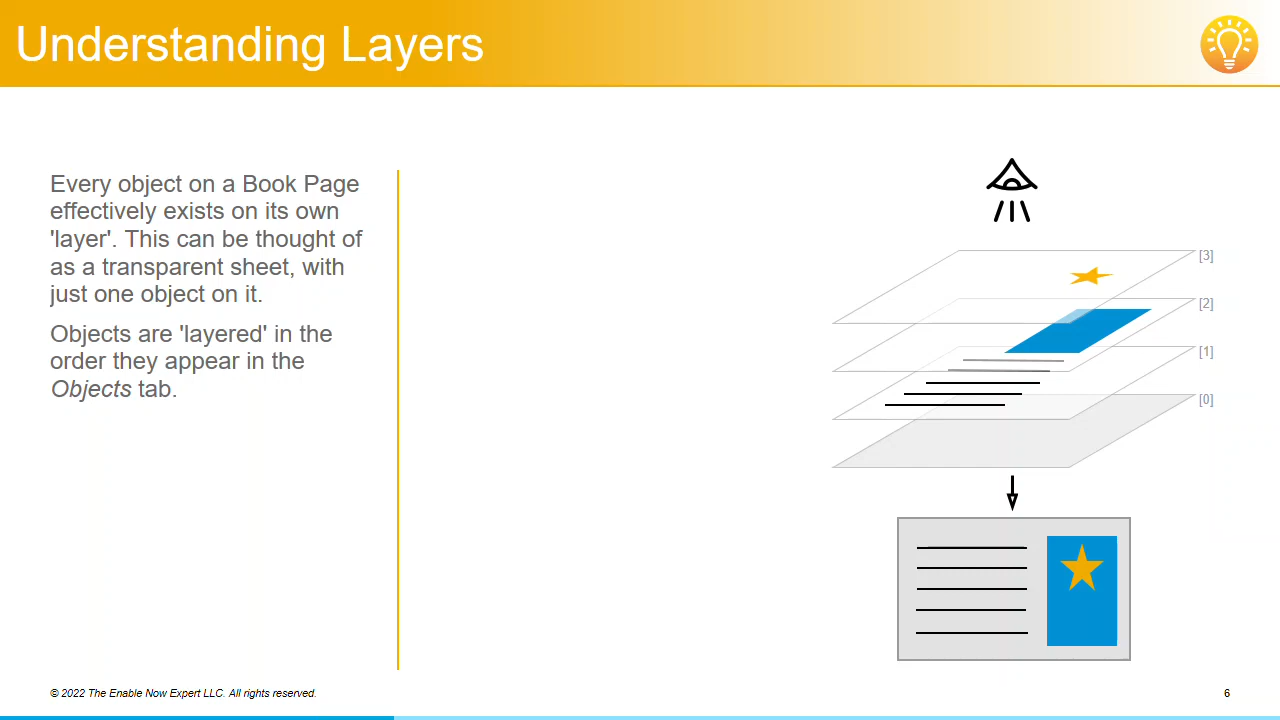 Understanding Layers
Every object on a Book Page
effectively exists on its own
'layer'. This can be thought of
as a transparent sheet, with
just one object on it.
Objects are 'layered' in the
order they appear in the
Objects tab.
[3]
[2]
[1]
[0]
© 2022 The Enable Now Expert LLC. All rights reserved.
6